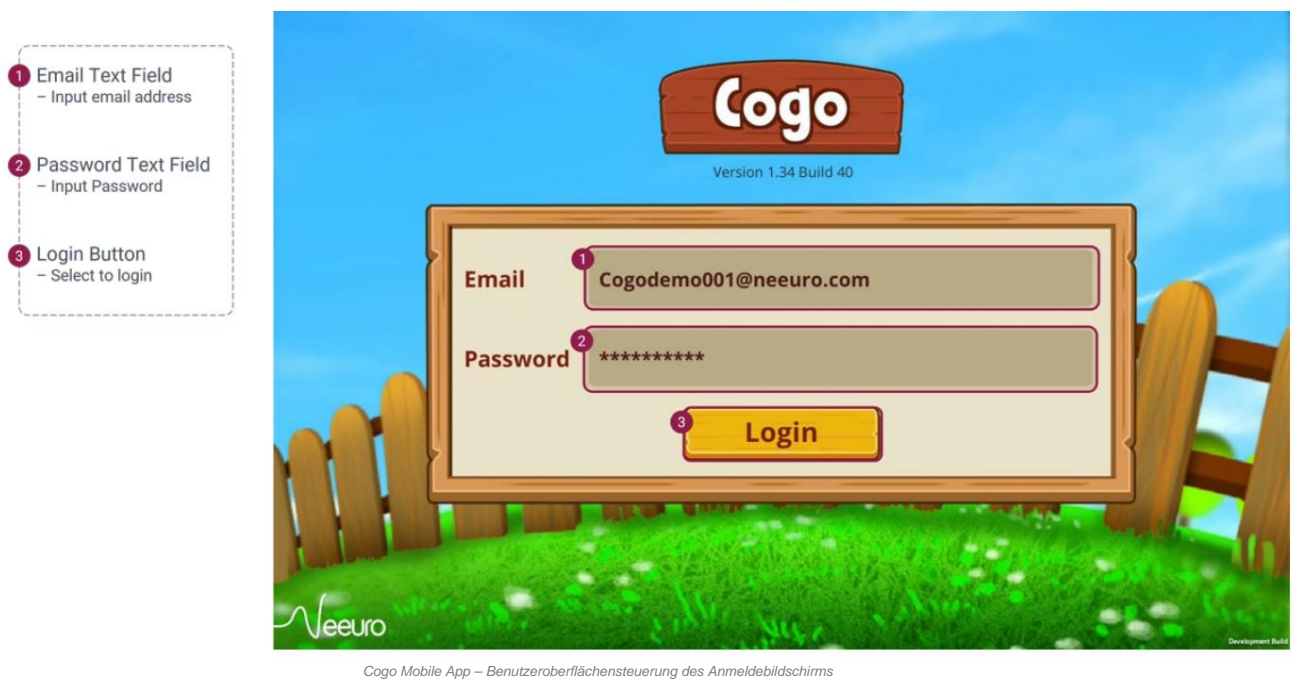 1 Email Text Field
– Input email address
2 Password Text Field
– Input Password
3 Login Button
– Select to login
Cogo
Version 1.34 Build 40
Email
1
Cogodemo001@neeuro.com
Password
2
**********
3
Login
Neeuro
Development Build
Cogo Mobile App – Benutzeroberflächensteuerung des Anmeldebildschirms